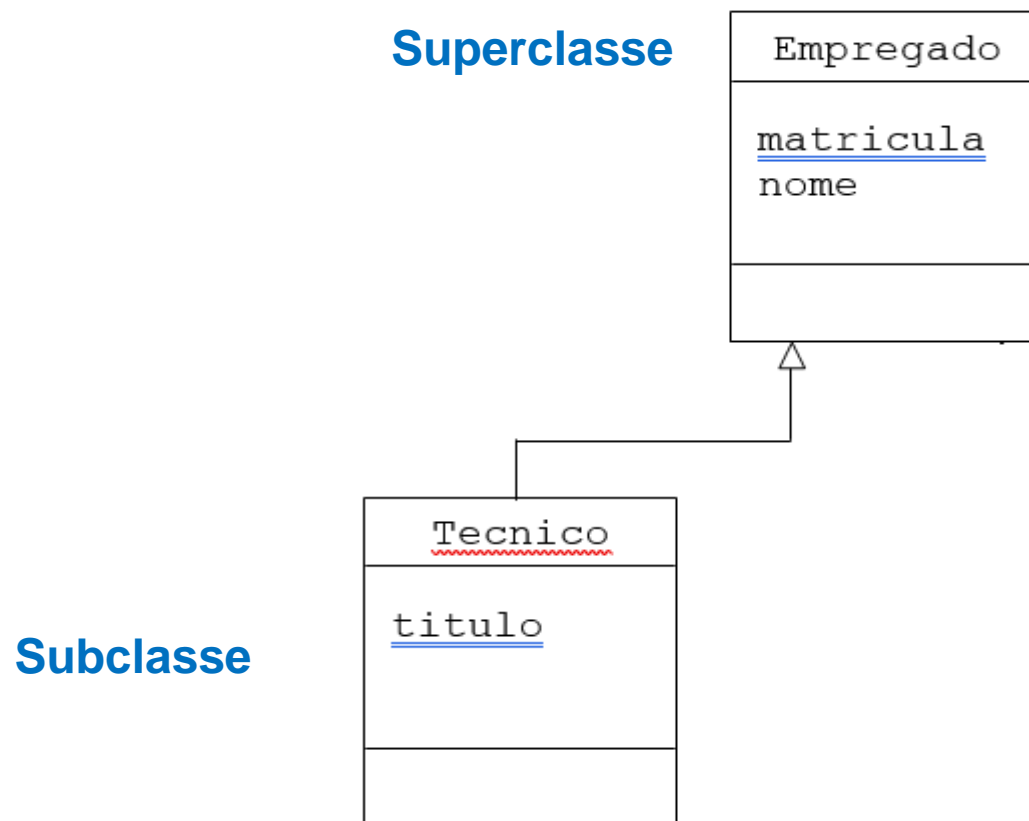 Superclasse
Empregado
matricula
nome
Tecnico
titulo
Subclasse